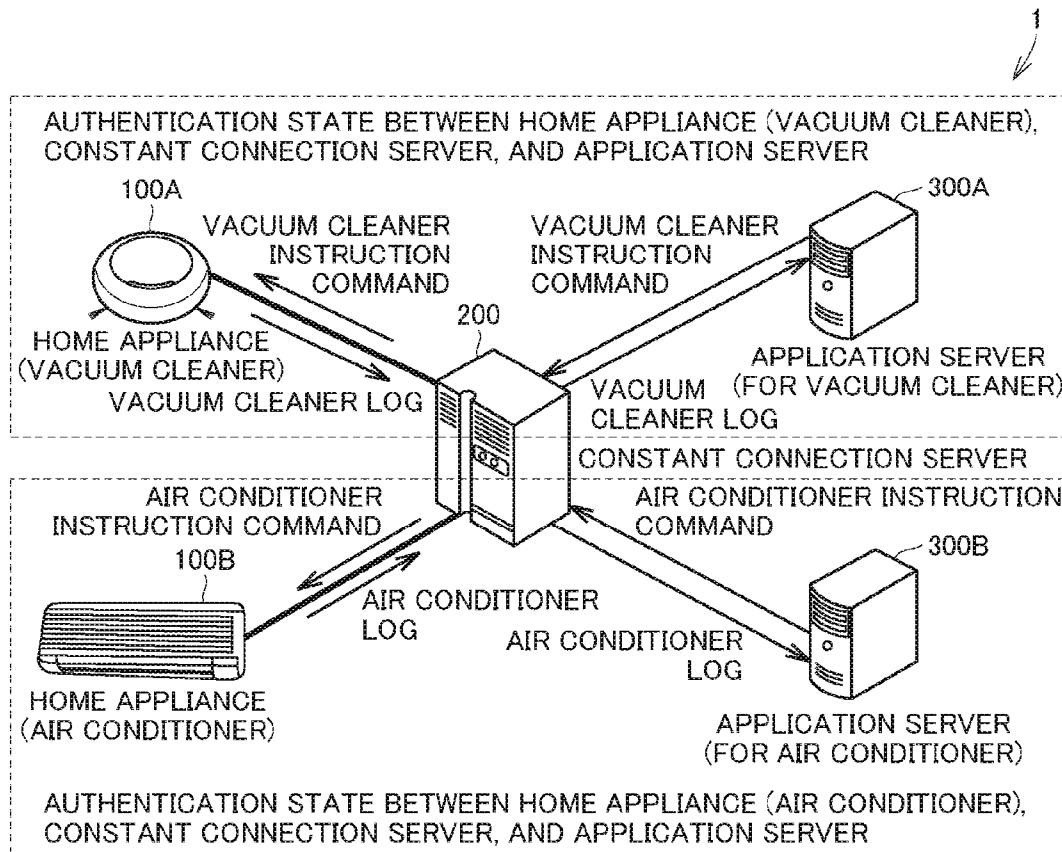 1
AUTHENTICATION STATE BETWEEN HOME APPLIANCE (VACUUM CLEANER),
CONSTANT CONNECTION SERVER, AND APPLICATION SERVER
100A
HOME APPLIANCE
(VACUUM CLEANER)
VACUUM CLEANER
INSTRUCTION
COMMAND
VACUUM CLEANER LOG
200
VACUUM CLEANER
INSTRUCTION
COMMAND
VACUUM
CLEANER LOG
300A
APPLICATION SERVER
(FOR VACUUM CLEANER)
CONSTANT CONNECTION SERVER
AIR CONDITIONER
INSTRUCTION COMMAND
100B
AIR CONDITIONER
LOG
HOME APPLIANCE
(AIR CONDITIONER)
AIR CONDITIONER INSTRUCTION
COMMAND
AIR CONDITIONER
LOG
300B
APPLICATION SERVER
(FOR AIR CONDITIONER)
AUTHENTICATION STATE BETWEEN HOME APPLIANCE (AIR CONDITIONER),
CONSTANT CONNECTION SERVER, AND APPLICATION SERVER